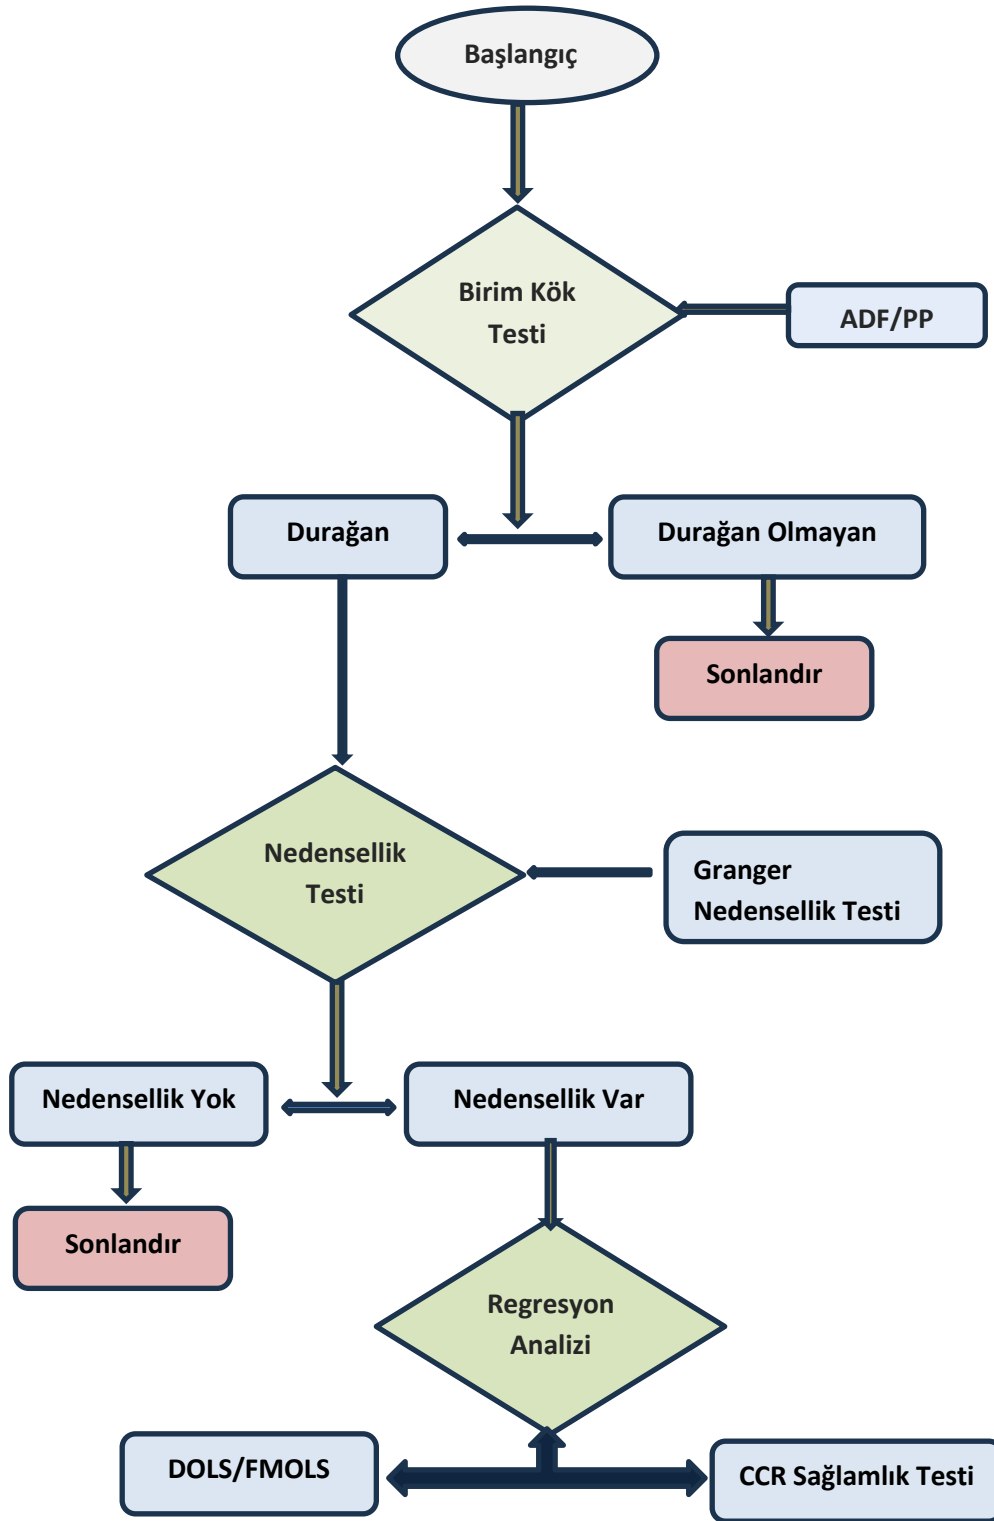 Başlangıç
Birim Kök
Testi
ADF/PP
Durağan
Durağan Olmayan
Sonlandır
Nedensellik
Testi
Granger
Nedensellik Testi
Nedensellik Yok
Nedensellik Var
Sonlandır
Regresyon
Analizi
DOLS/FMOLS
CCR Sağlamlık Testi